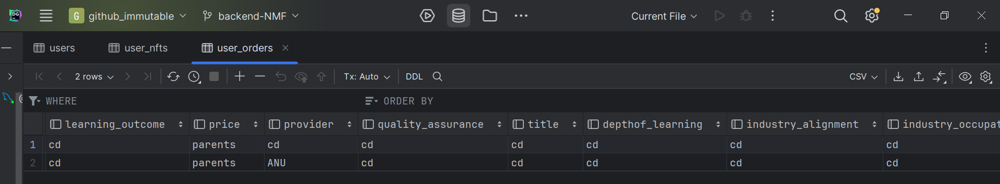 DG
G github_immutable backend-NMF Current File
users user_nfts user_orders
2 rows Tx: Auto DDL CSV
WHERE ORDER BY
learning_outcome price provider quality_assurance title depthof_learning industry_alignment industry_occupat
1 cd parents cd cd cd cd cd cd
2 cd parents ANU cd cd cd cd cd